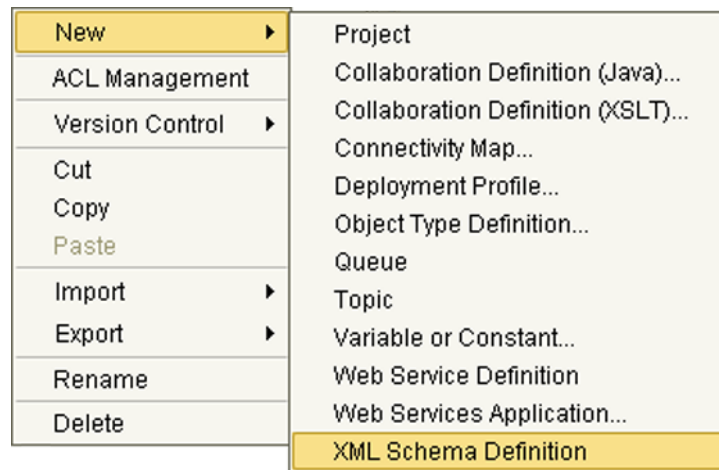 New
ACL Management
Version Control
Cut
Copy
Paste
Import
Export
Rename
Delete
Project
Collaboration Definition (Java)...
Collaboration Definition (XSLT)...
Connectivity Map...
Deployment Profile...
Object Type Definition...
Queue
Topic
Variable or Constant...
Web Service Definition
Web Services Application...
XML Schema Definition